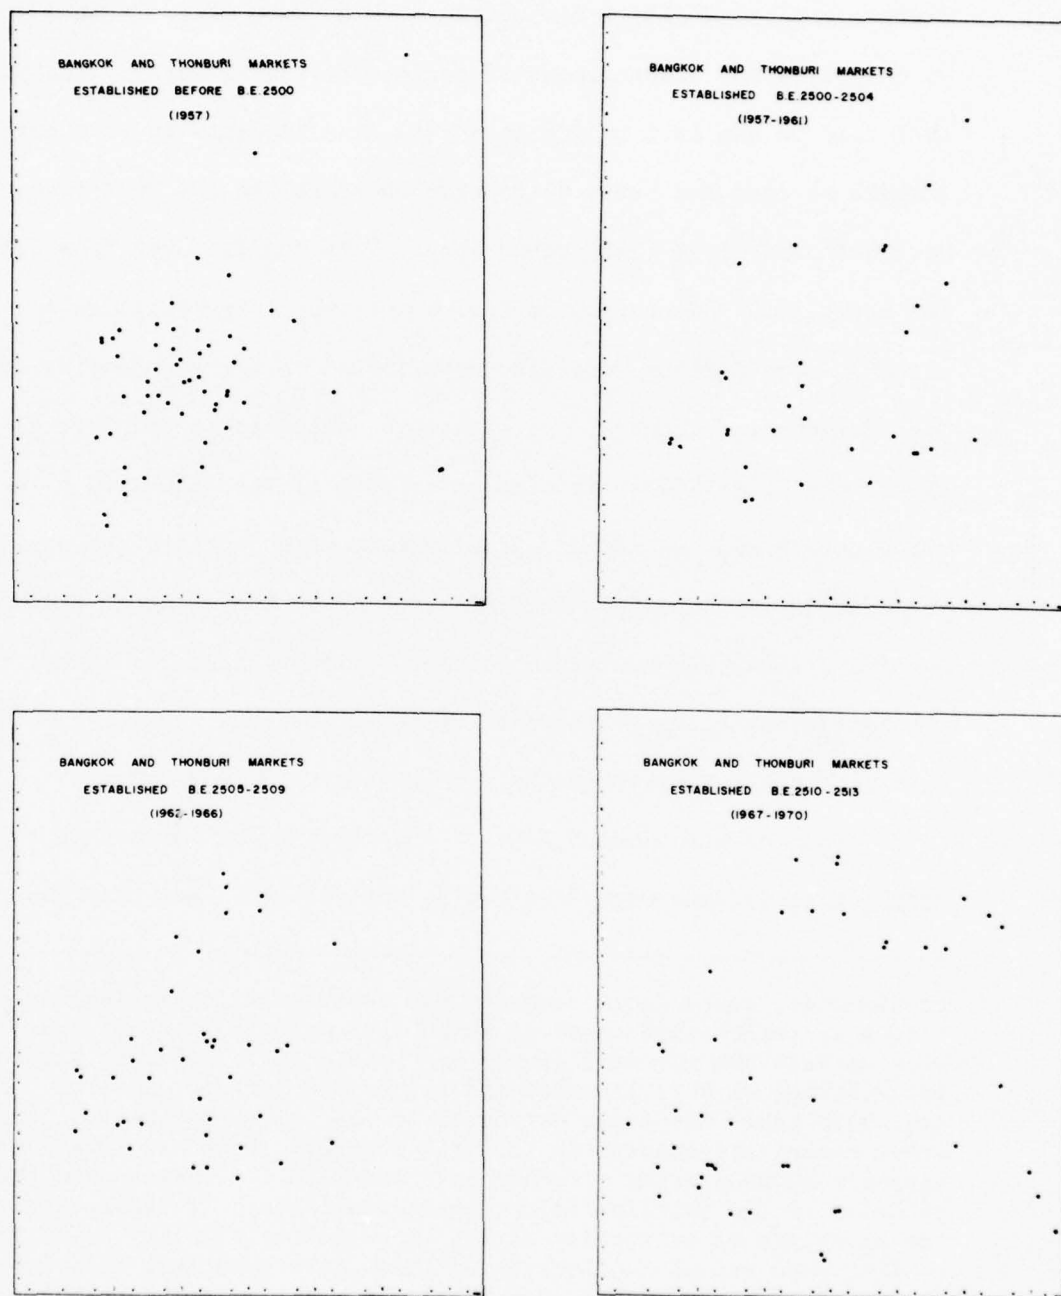 BANGKOK AND THONBURI MARKETS
ESTABLISHED BEFORE B.E.2500
(1957)
BANGKOK AND THONBURI MARKETS
ESTABLISHED B.E.2500-2504
(1957-1961)
BANGKOK AND THONBURI MARKETS
ESTABLISHED B.E.2505-2509
(1962-1966)
BANGKOK AND THONBURI MARKETS
ESTABLISHED B.E.2510-2513
(1967-1970)